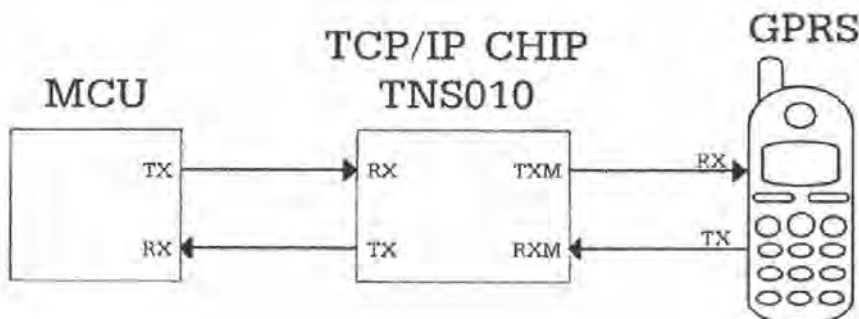 GPRS
TCP/IP CHIP
MCU
TNS010
TX
RX
TXM
RX
RX
TX
RXM
TX